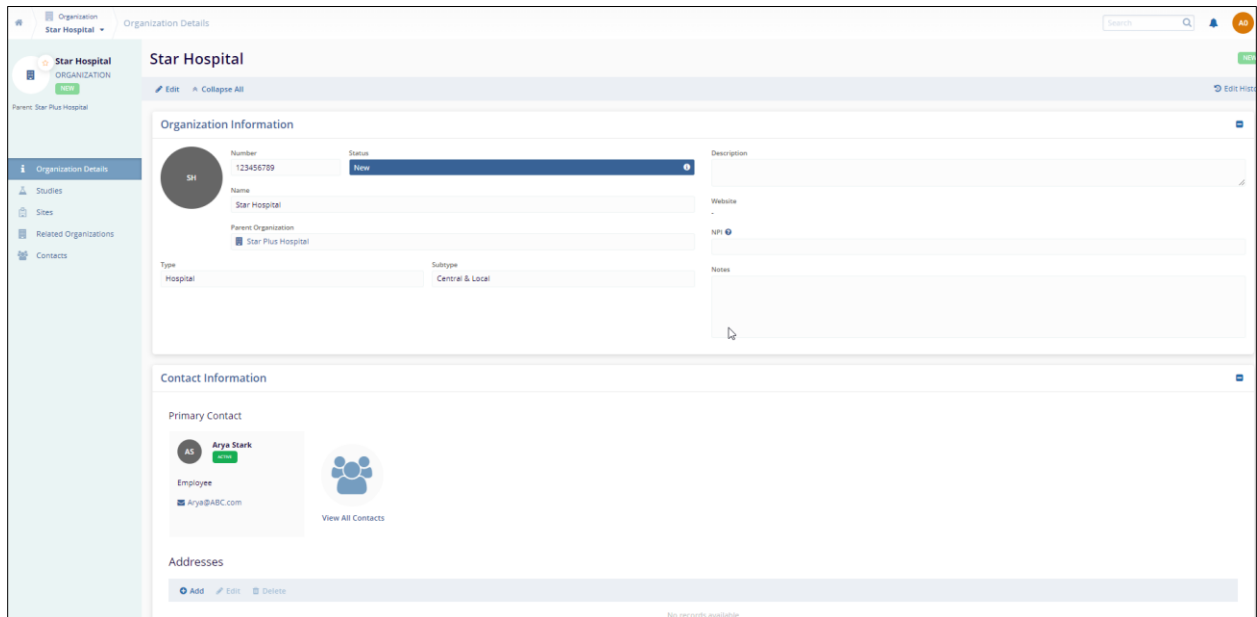 Organization
Star Hospital
Organization Details
Search
AD
Star Hospital
ORGANIZATION
NEW
Parent: Star Plus Hospital
Organization Details
Studies
Sites
Related Organizations
Contacts
Star Hospital
NEW
Edit
Collapse All
Edit Histo
Organization Information
SH
Number
123456789
Status
New
Name
Star Hospital
Parent Organization
Star Plus Hospital
Type
Hospital
Subtype
Central & Local
Description
Website
-
NPI
Notes
Contact Information
Primary Contact
AS
Arya Stark
ACTIVE
Employee
Arya@ABC.com
View All Contacts
Addresses
Add
Edit
Delete
No records available